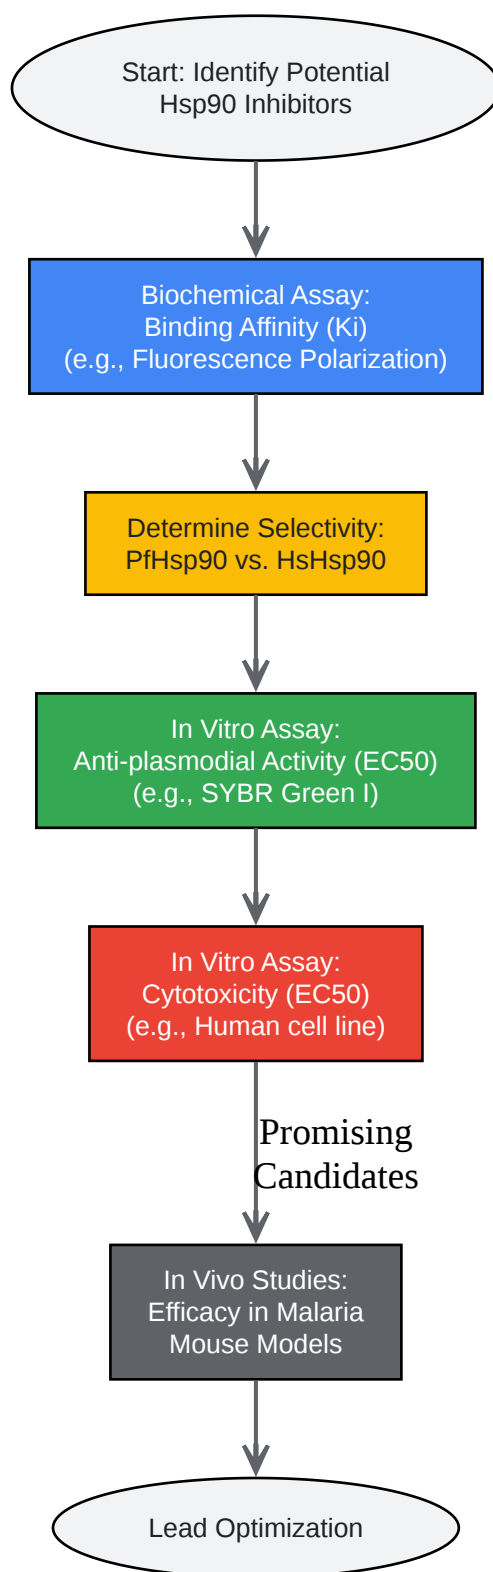 Start: Identify Potential
Hsp90 Inhibitors
Biochemical Assay:
Binding Affinity (Ki)
(e.g., Fluorescence Polarization)
Determine Selectivity:
PfHsp90 vs. HsHsp90
In Vitro Assay:
Anti-plasmodial Activity (EC50)
(e.g., SYBR Green I)
In Vitro Assay:
Cytotoxicity (EC50)
(e.g., Human cell line)
Promising
Candidates
In Vivo Studies:
Efficacy in Malaria
Mouse Models
Lead Optimization